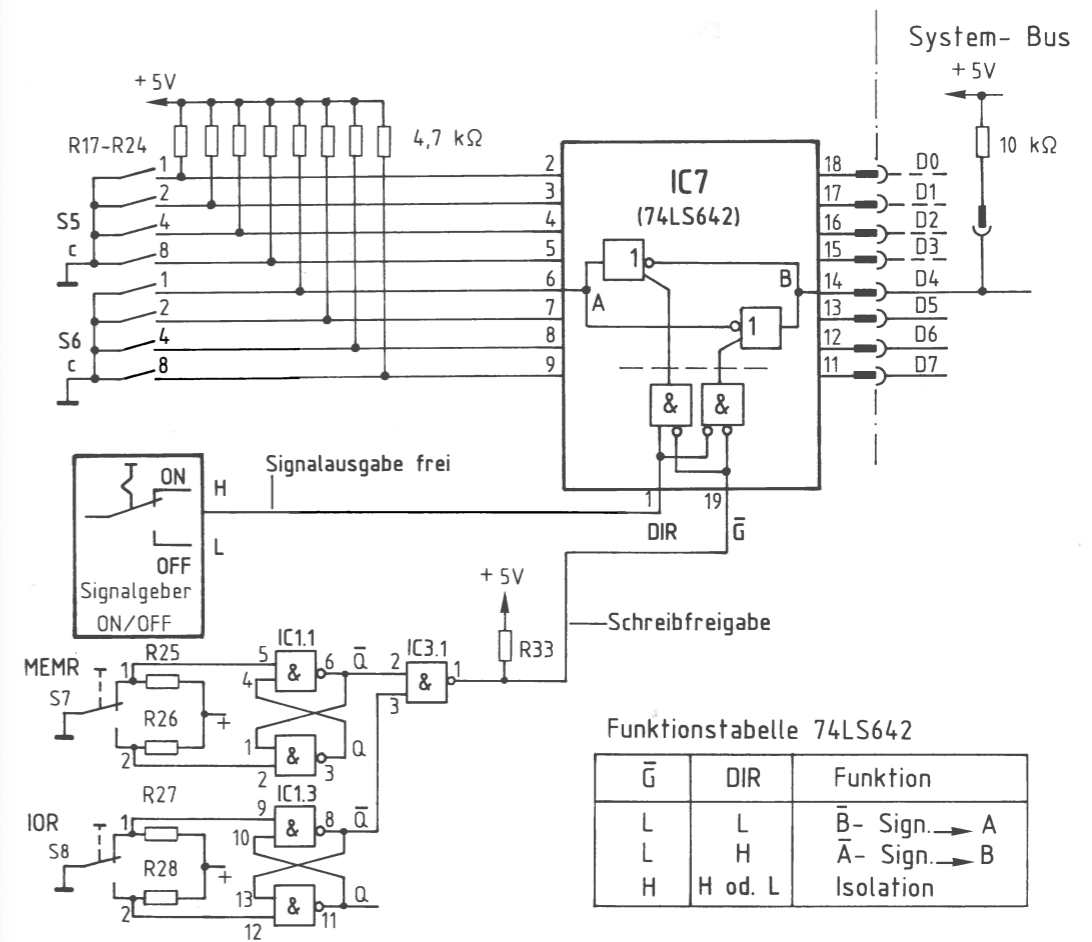 System- Bus
+5V
+5V
R17-R24
4,7 kΩ
10 kΩ
IC7
(74LS642)
1
2
4
8
S5
c
1
2
4
8
S6
c
2
3
4
5
6
7
8
9
18
17
16
15
14
13
12
11
D0
D1
D2
D3
D4
D5
D6
D7
1
A
B
1
&
&
1
19
DIR
G̅
ON
H
L
OFF
Signalgeber
ON/OFF
Signalausgabe frei
+5V
R33
Schreibfreigabe
MEMR
S7
1
2
R25
R26
+
IC1.1
5
4
&
6
Q̅
1
2
&
3
Q
IC3.1
2
3
&
1
IOR
S8
1
2
R27
R28
+
IC1.3
9
10
&
8
Q̅
13
12
&
11
Q
Funktionstabelle 74LS642
G̅ DIR Funktion
L L B̅- Sign. → A
L H A̅- Sign. → B
H H od. L Isolation